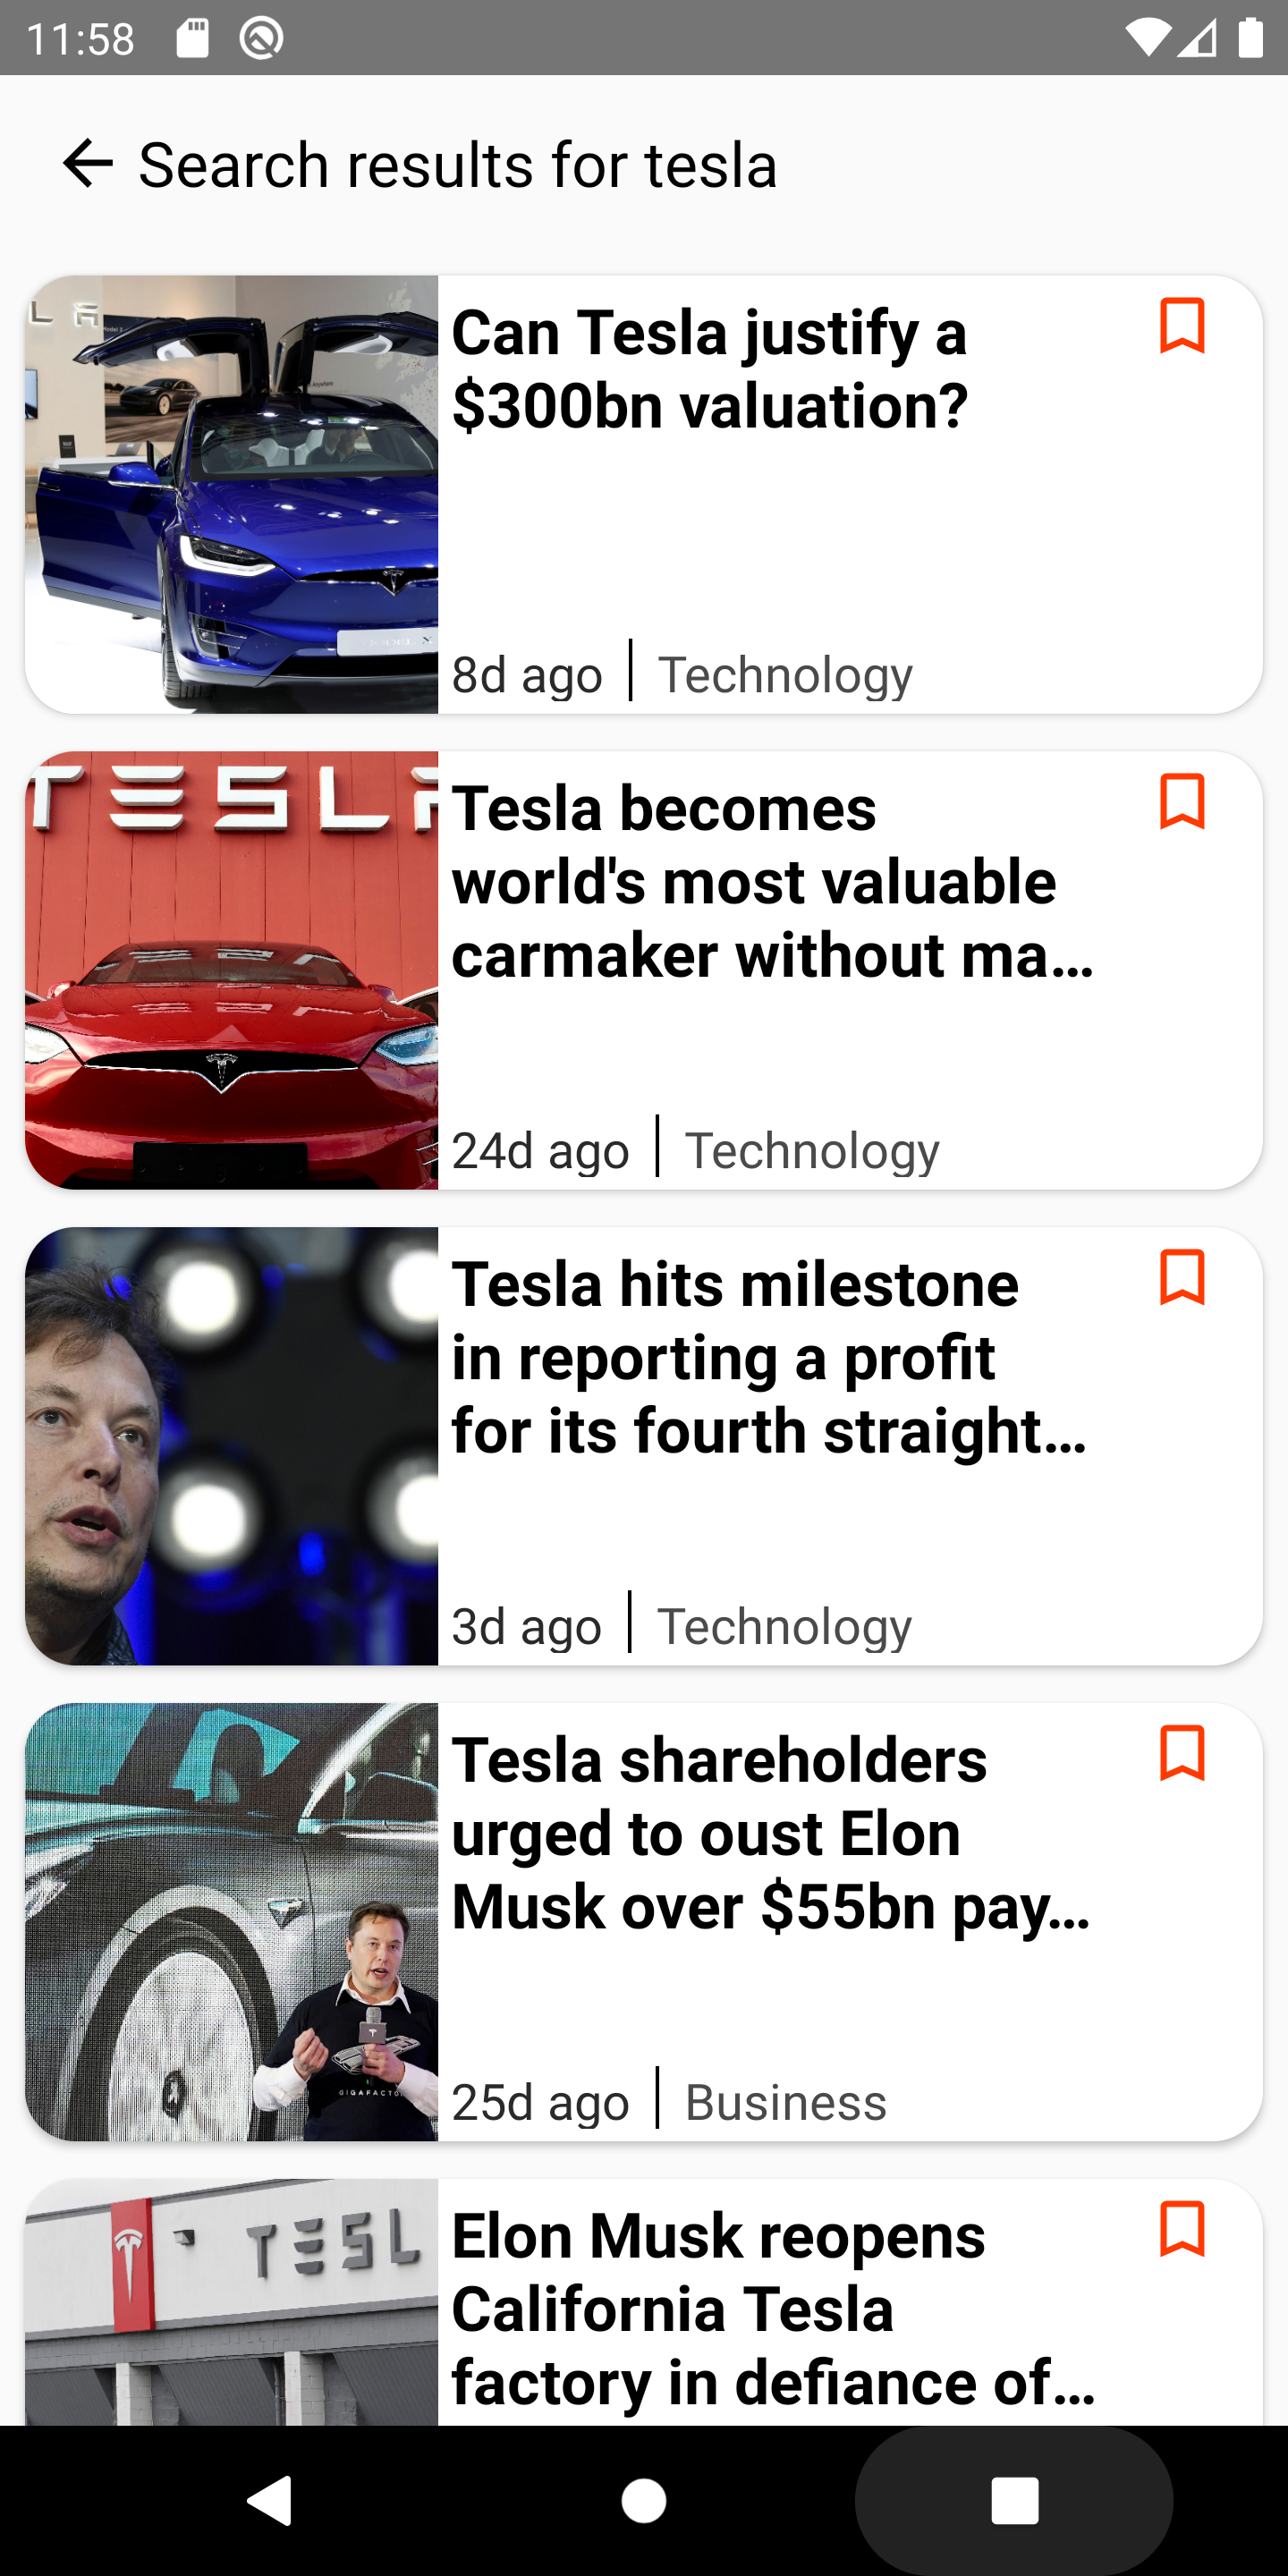 11:58
Search results for tesla
L A
Can Tesla justify a
$300bn valuation?
8d ago | Technology
TESLA
Tesla becomes
world's most valuable
carmaker without ma…
24d ago | Technology
Tesla hits milestone
in reporting a profit
for its fourth straight…
3d ago | Technology
Tesla shareholders
urged to oust Elon
Musk over $55bn pay…
GIGAFACTO
25d ago | Business
TESL
Elon Musk reopens
California Tesla
factory in defiance of…